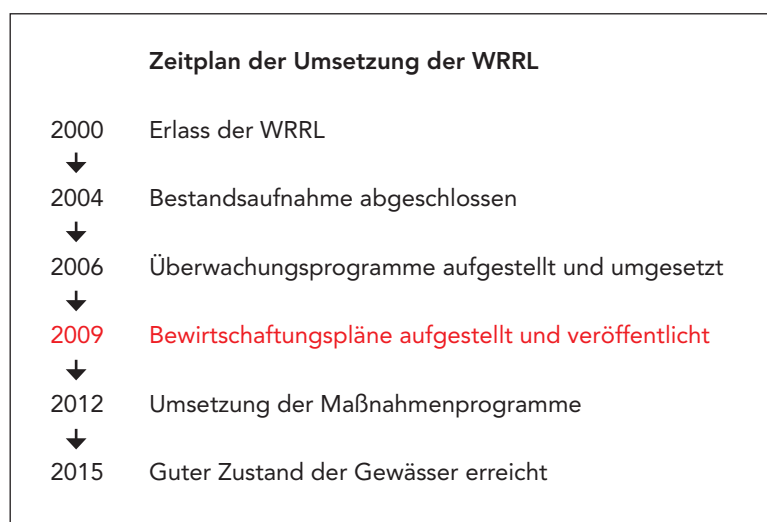 Zeitplan der Umsetzung der WRRL
2000 Erlass der WRRL
2004 Bestandsaufnahme abgeschlossen
2006 Überwachungsprogramme aufgestellt und umgesetzt
2009 Bewirtschaftungspläne aufgestellt und veröffentlicht
2012 Umsetzung der Maßnahmenprogramme
2015 Guter Zustand der Gewässer erreicht